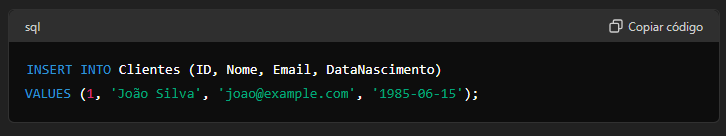 sql
Copiar código
INSERT INTO Clientes (ID, Nome, Email, DataNascimento)
VALUES (1, 'João Silva', 'joao@example.com', '1985-06-15');